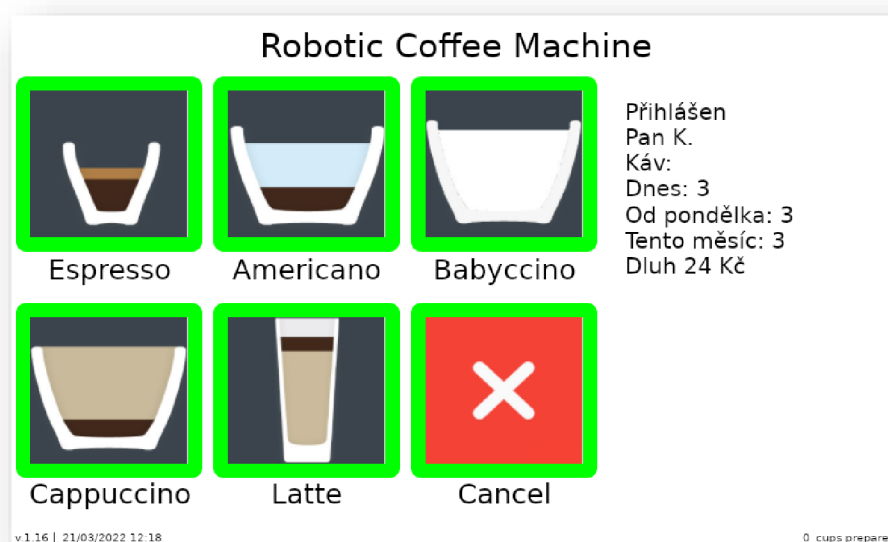 Robotic Coffee Machine
Espresso
Americano
Babyccino
Přihlášen
Pan K.
Káv:
Dnes: 3
Od pondělka: 3
Tento měsíc: 3
Dluh 24 Kč
Cappuccino
Latte
Cancel
v.1.16 | 21/03/2022 12:18
0 cups prepare